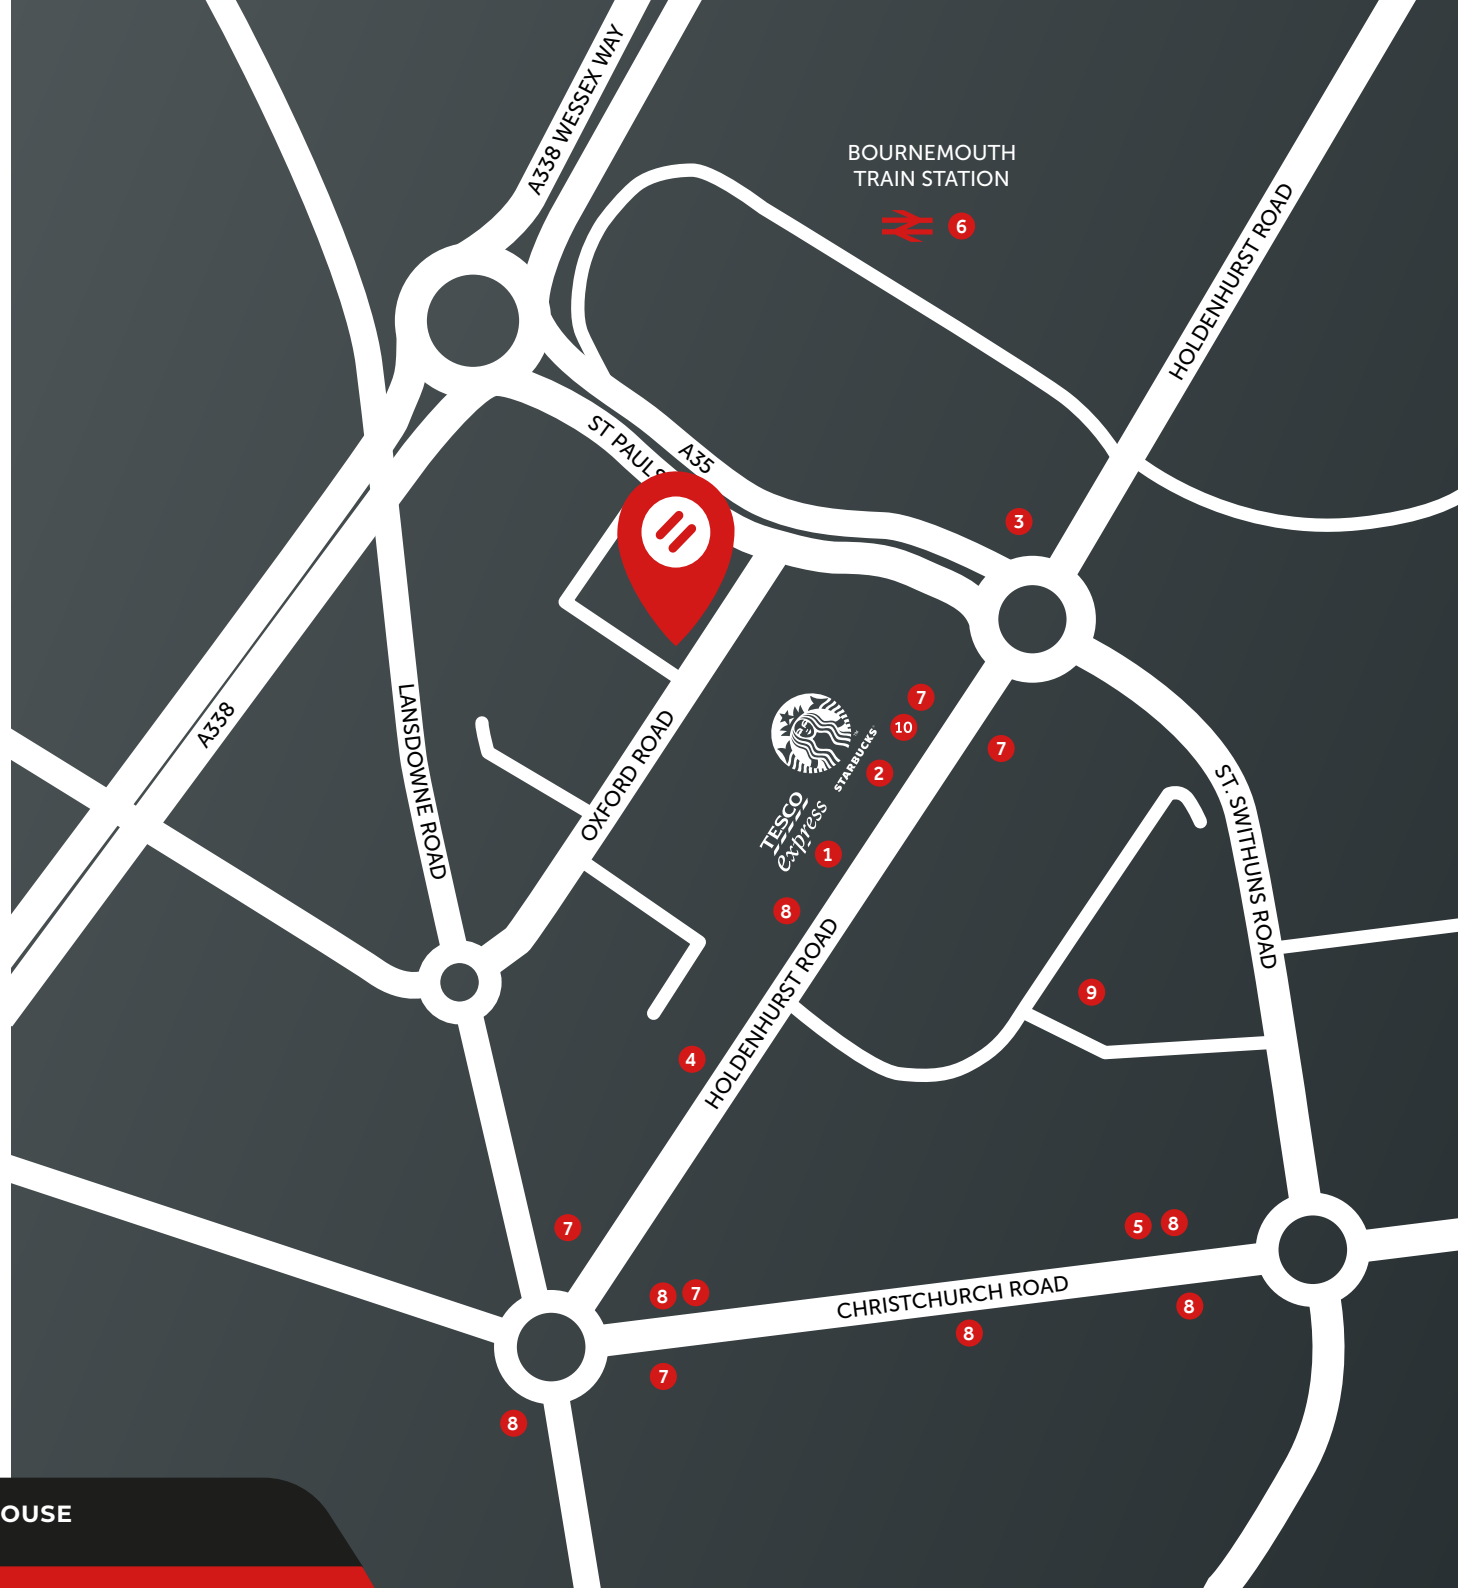 A338 WESSEX WAY
BOURNEMOUTH
TRAIN STATION
6
HOLDENHURST ROAD
ST PAULS
A35
3
7
10
7
STARBUCKS
™
2
TESCO
express
1
8
A338
LANSDOWNE ROAD
OXFORD ROAD
ST. SWITHUNS ROAD
HOLDENHURST ROAD
9
4
7
5
8
8
7
CHRISTCHURCH ROAD
8
8
7
8
OUSE